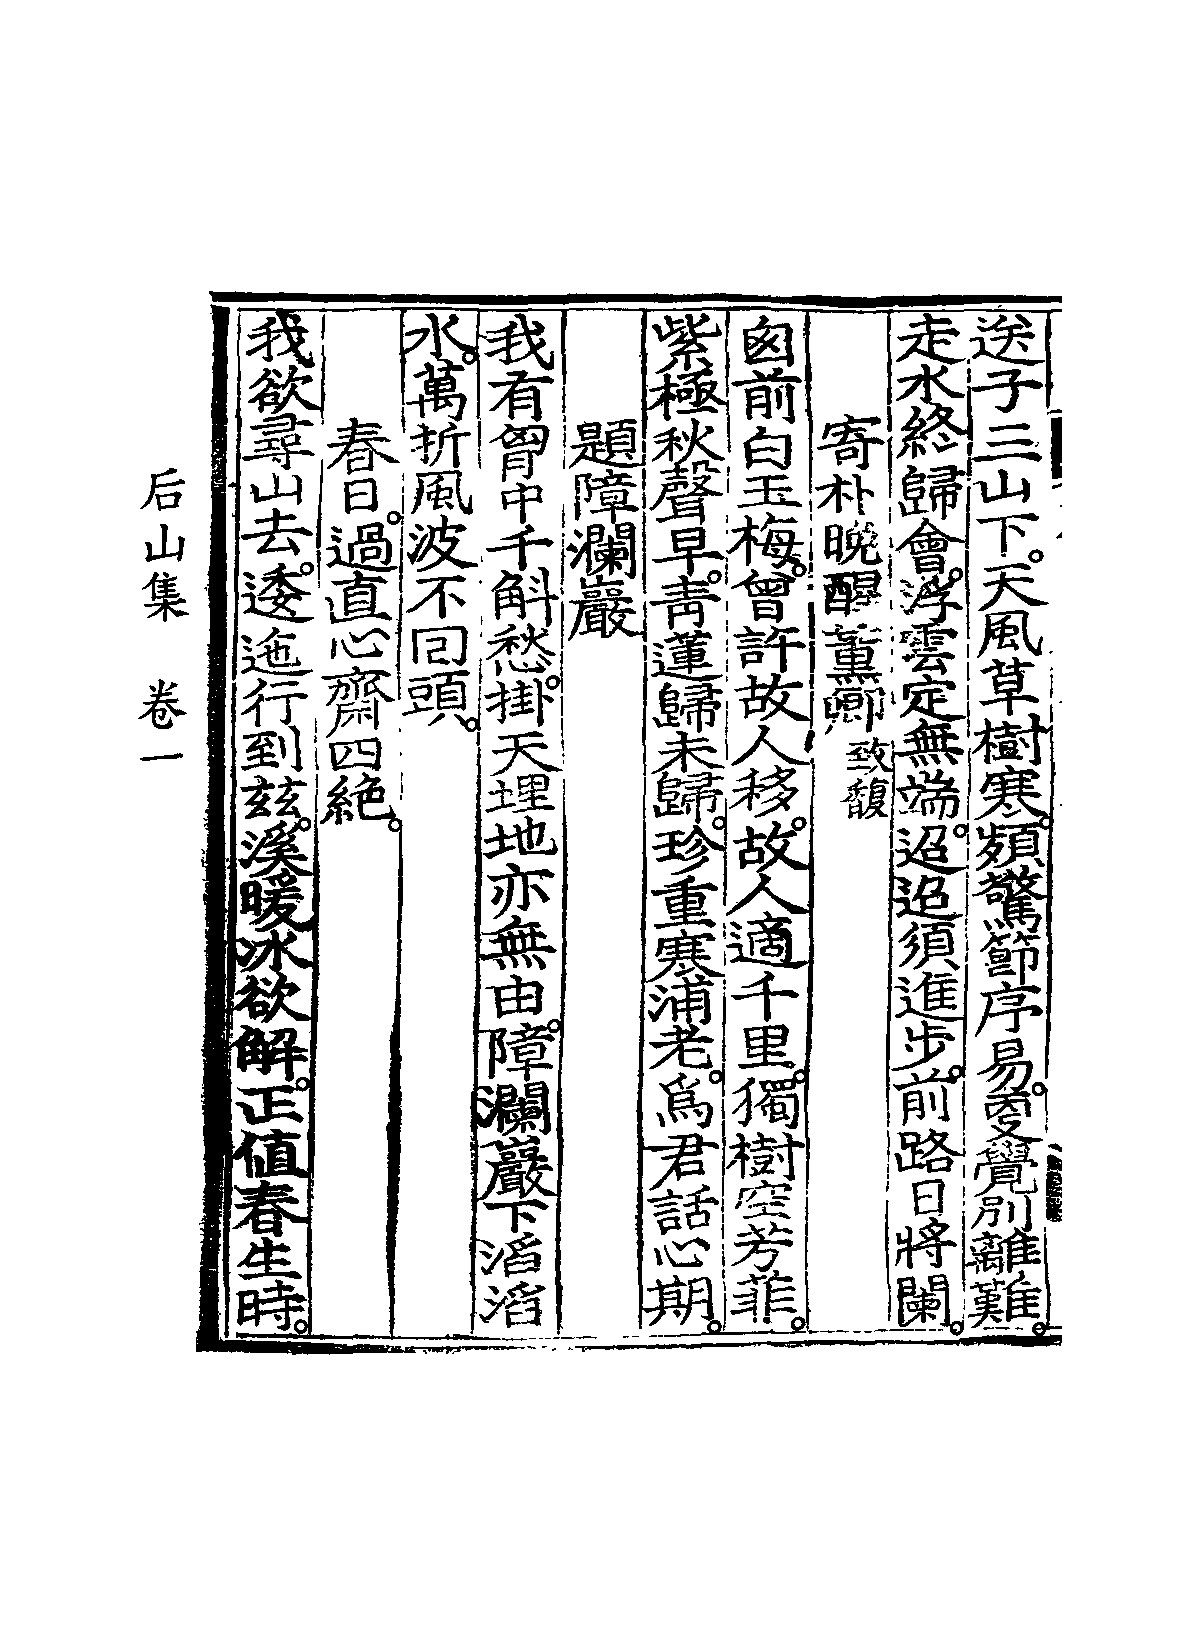 送子三山下。天風草樹寒。頻驚節序易。更覺別離難。
走水終歸會。浮雲定無端。迢迢須進步。前路日將闌。
寄朴晩醒薰卿 致馥
囪前白玉梅。曾許故人移。故人適千里。獨樹空芳菲。
紫極秋聲早。靑蓮歸未歸。珍重寒浦老。爲君話心期。
題障瀾巖
我有胷中千斛愁。掛天埋地亦無由。障瀾巖下滔滔
水。萬折風波不回頭。
春日。過直心齋四絶。
我欲尋山去。逶迤行到玆。溪暖冰欲解。正値春生時。
后山集 卷一